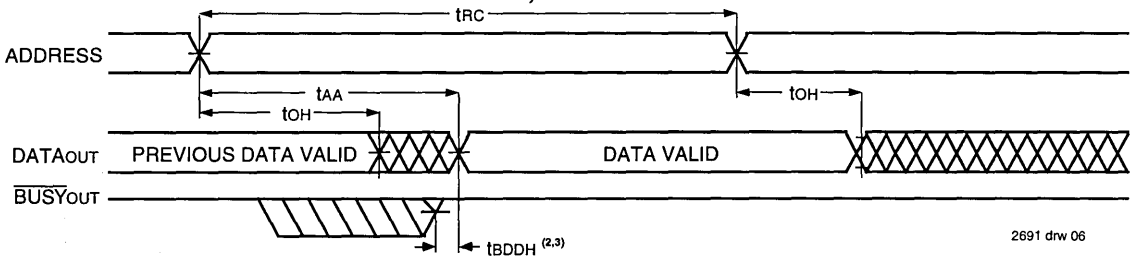 tRC
ADDRESS
tAA
tOH
tOH
DATAOUT
PREVIOUS DATA VALID
DATA VALID
BUSYOUT
tBDDH (2,3)
2691 drw 06